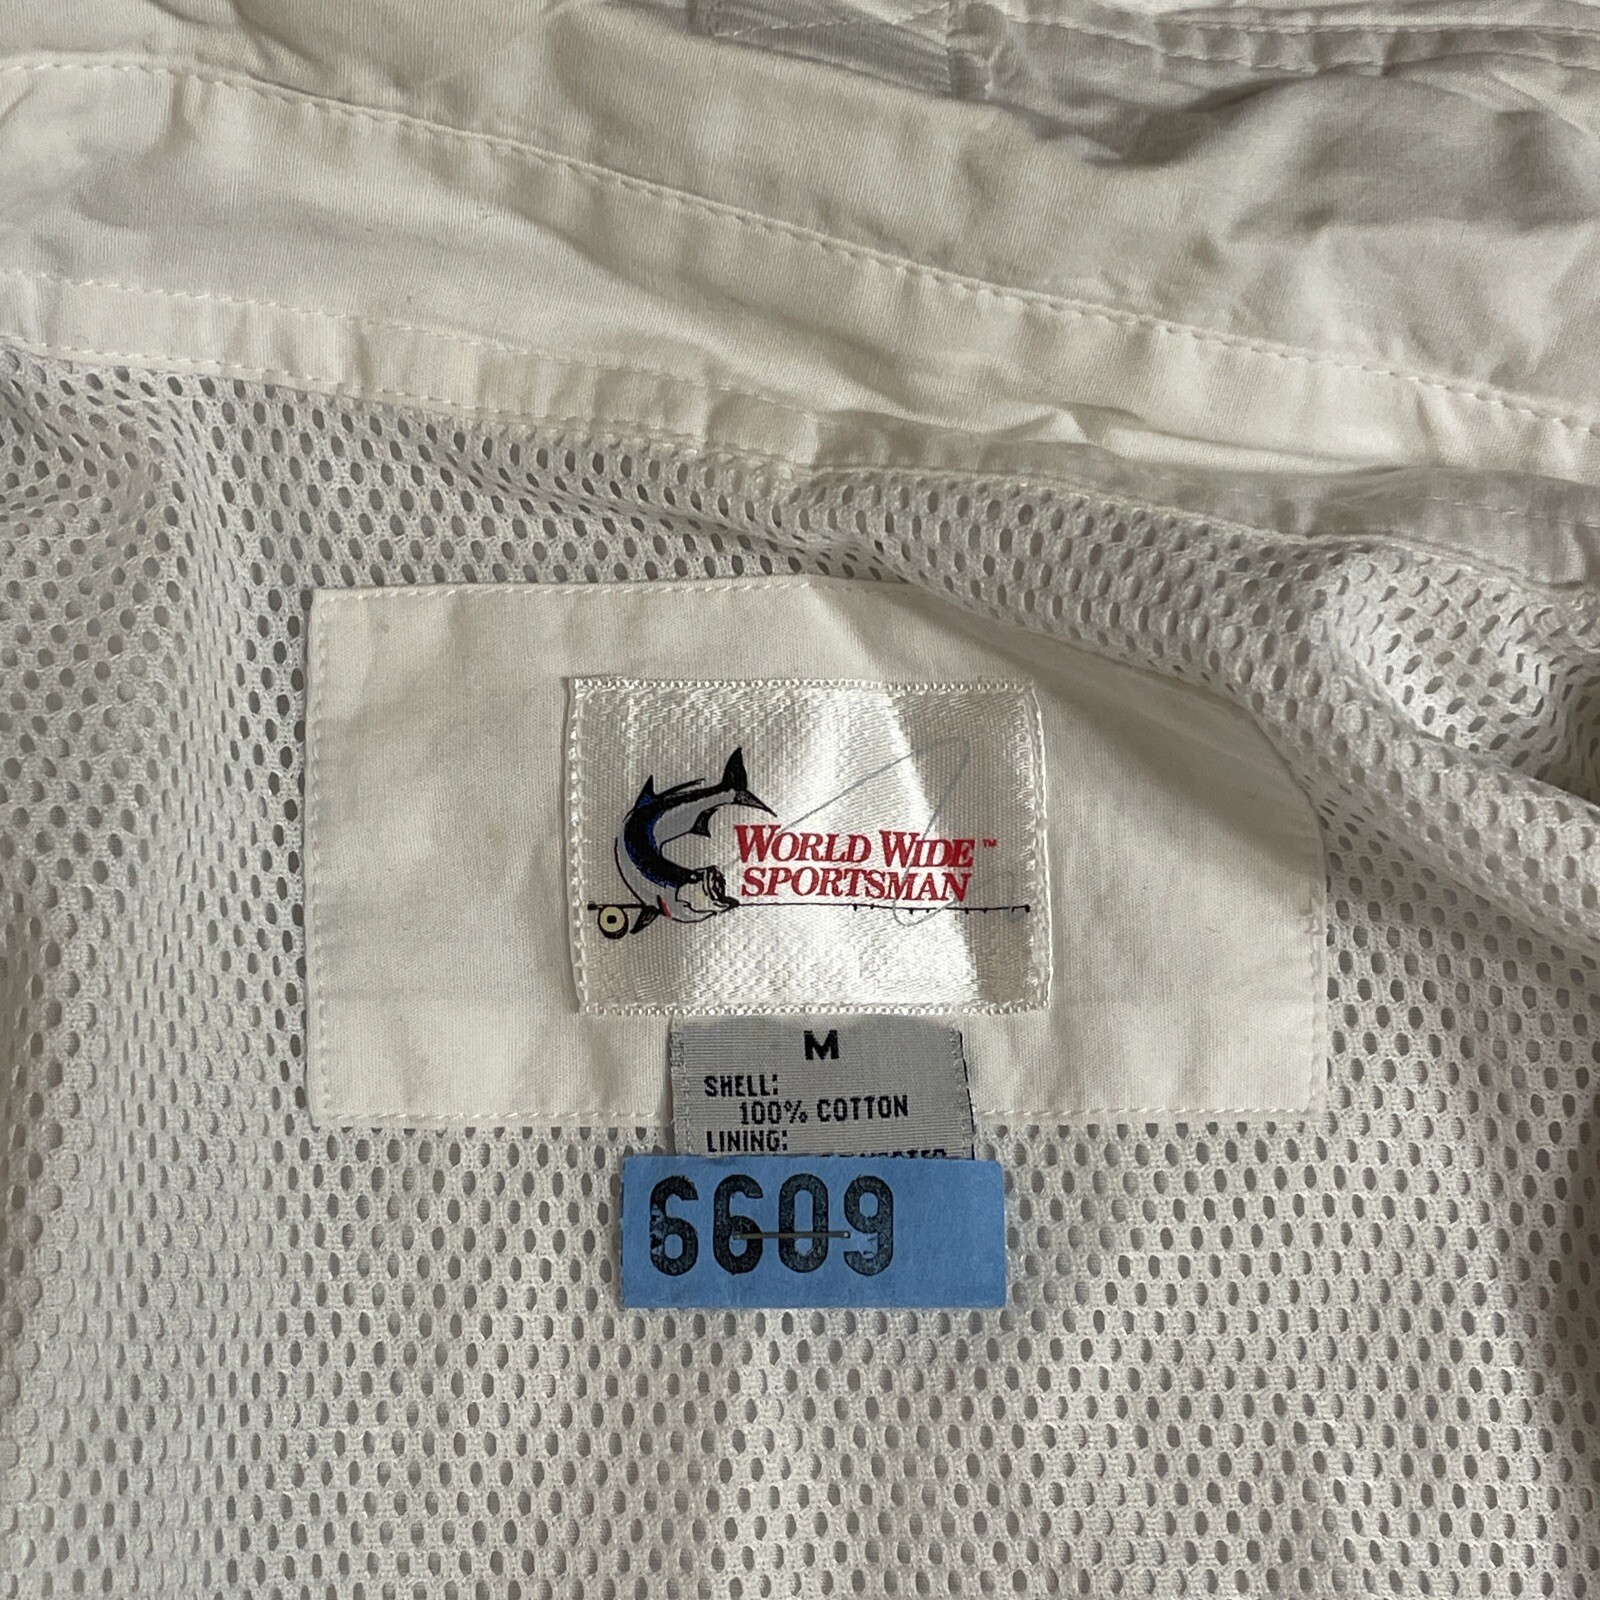 WORLD WIDE™
SPORTSMAN
M
SHELL:
100% COTTON
LINING:
6609